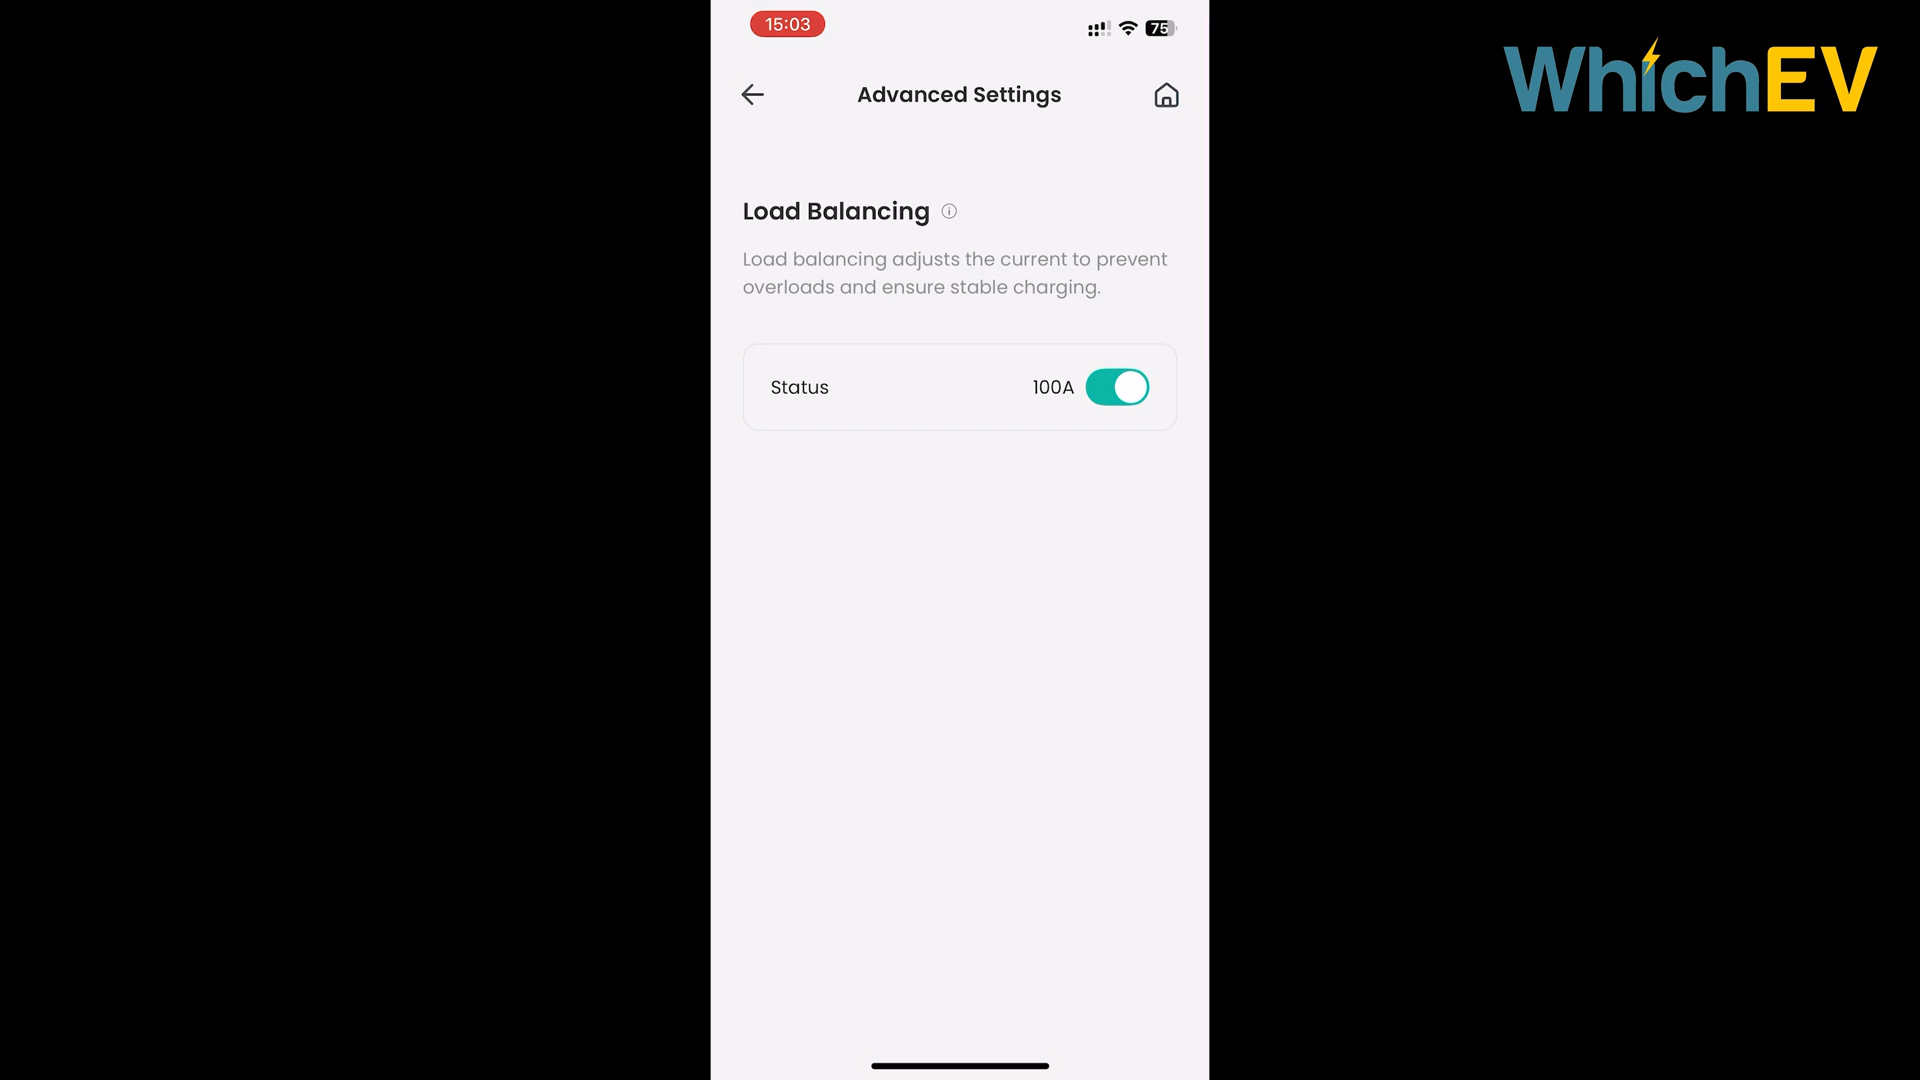 15:03
75
WhichEV
Advanced Settings
Load Balancing
Load balancing adjusts the current to prevent
overloads and ensure stable charging.
Status 100A